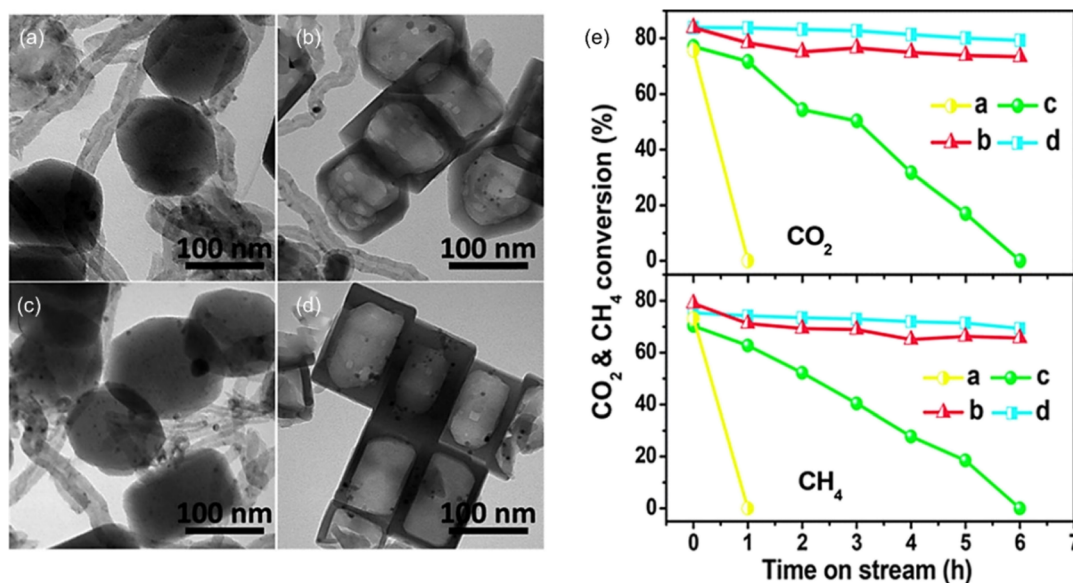 (a)
100 nm
(b)
100 nm
(c)
100 nm
(d)
100 nm
(e)
CO₂ & CH₄ conversion (%)
80
60
40
20
0
a c
b d
CO₂
80
60
40
20
0
a c
b d
CH₄
0 1 2 3 4 5 6 7
Time on stream (h)